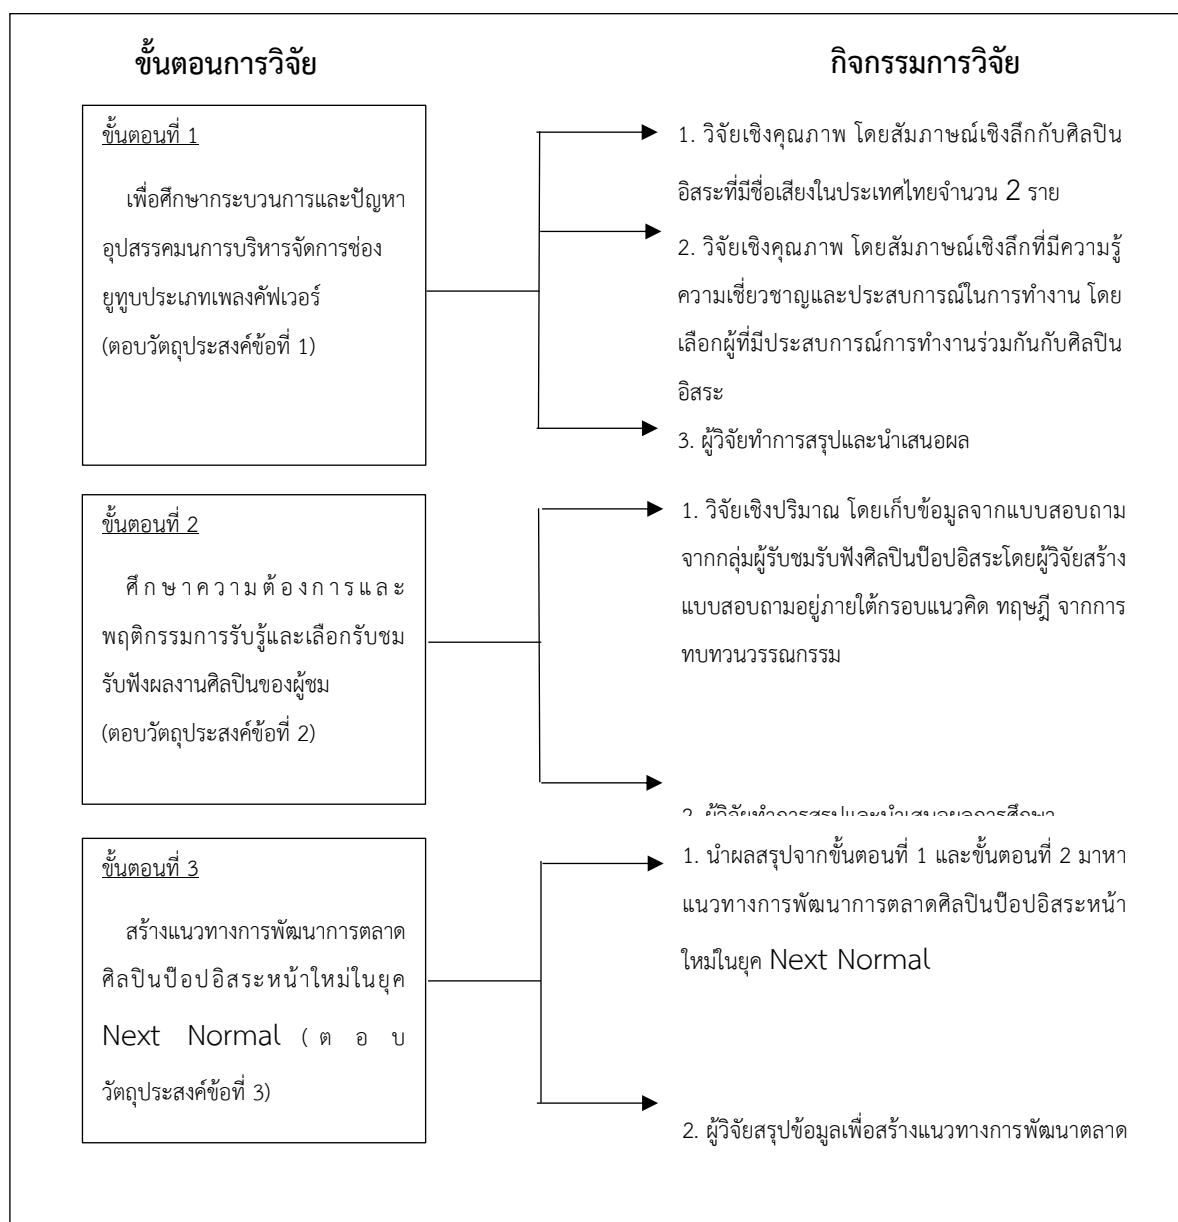 ขั้นตอนการวิจัย
กิจกรรมการวิจัย
ขั้นตอนที่ 1
เพื่อศึกษากระบวนการและปัญหา
อุปสรรคมนการบริหารจัดการช่อง
ยูทูบประเภทเพลงคัฟเวอร์
(ตอบวัตถุประสงค์ข้อที่ 1)
1. วิจัยเชิงคุณภาพ โดยสัมภาษณ์เชิงลึกกับศิลปิน
อิสระที่มีชื่อเสียงในประเทศไทยจำนวน 2 ราย
2. วิจัยเชิงคุณภาพ โดยสัมภาษณ์เชิงลึกที่มีความรู้
ความเชี่ยวชาญและประสบการณ์ในการทำงาน โดย
เลือกผู้ที่มีประสบการณ์การทำงานร่วมกันกับศิลปิน
อิสระ
3. ผู้วิจัยทำการสรุปและนำเสนอผล
ขั้นตอนที่ 2
ศึกษาความต้องการและ
พฤติกรรมการรับรู้และเลือกรับชม
รับฟังผลงานศิลปินของผู้ชม
(ตอบวัตถุประสงค์ข้อที่ 2)
1. วิจัยเชิงปริมาณ โดยเก็บข้อมูลจากแบบสอบถาม
จากกลุ่มผู้รับชมรับฟังศิลปินป๊อปอิสระโดยผู้วิจัยสร้าง
แบบสอบถามอยู่ภายใต้กรอบแนวคิด ทฤษฎี จากการ
ทบทวนวรรณกรรม
2. ผู้วิจัยทำการสรุปและนำเสนอผลการศึกษา
ขั้นตอนที่ 3
สร้างแนวทางการพัฒนาการตลาด
ศิลปินป๊อปอิสระหน้าใหม่ในยุค
Next Normal (ตอบ
วัตถุประสงค์ข้อที่ 3)
1. นำผลสรุปจากขั้นตอนที่ 1 และขั้นตอนที่ 2 มาหา
แนวทางการพัฒนาการตลาดศิลปินป๊อปอิสระหน้า
ใหม่ในยุค Next Normal
2. ผู้วิจัยสรุปข้อมูลเพื่อสร้างแนวทางการพัฒนาตลาด